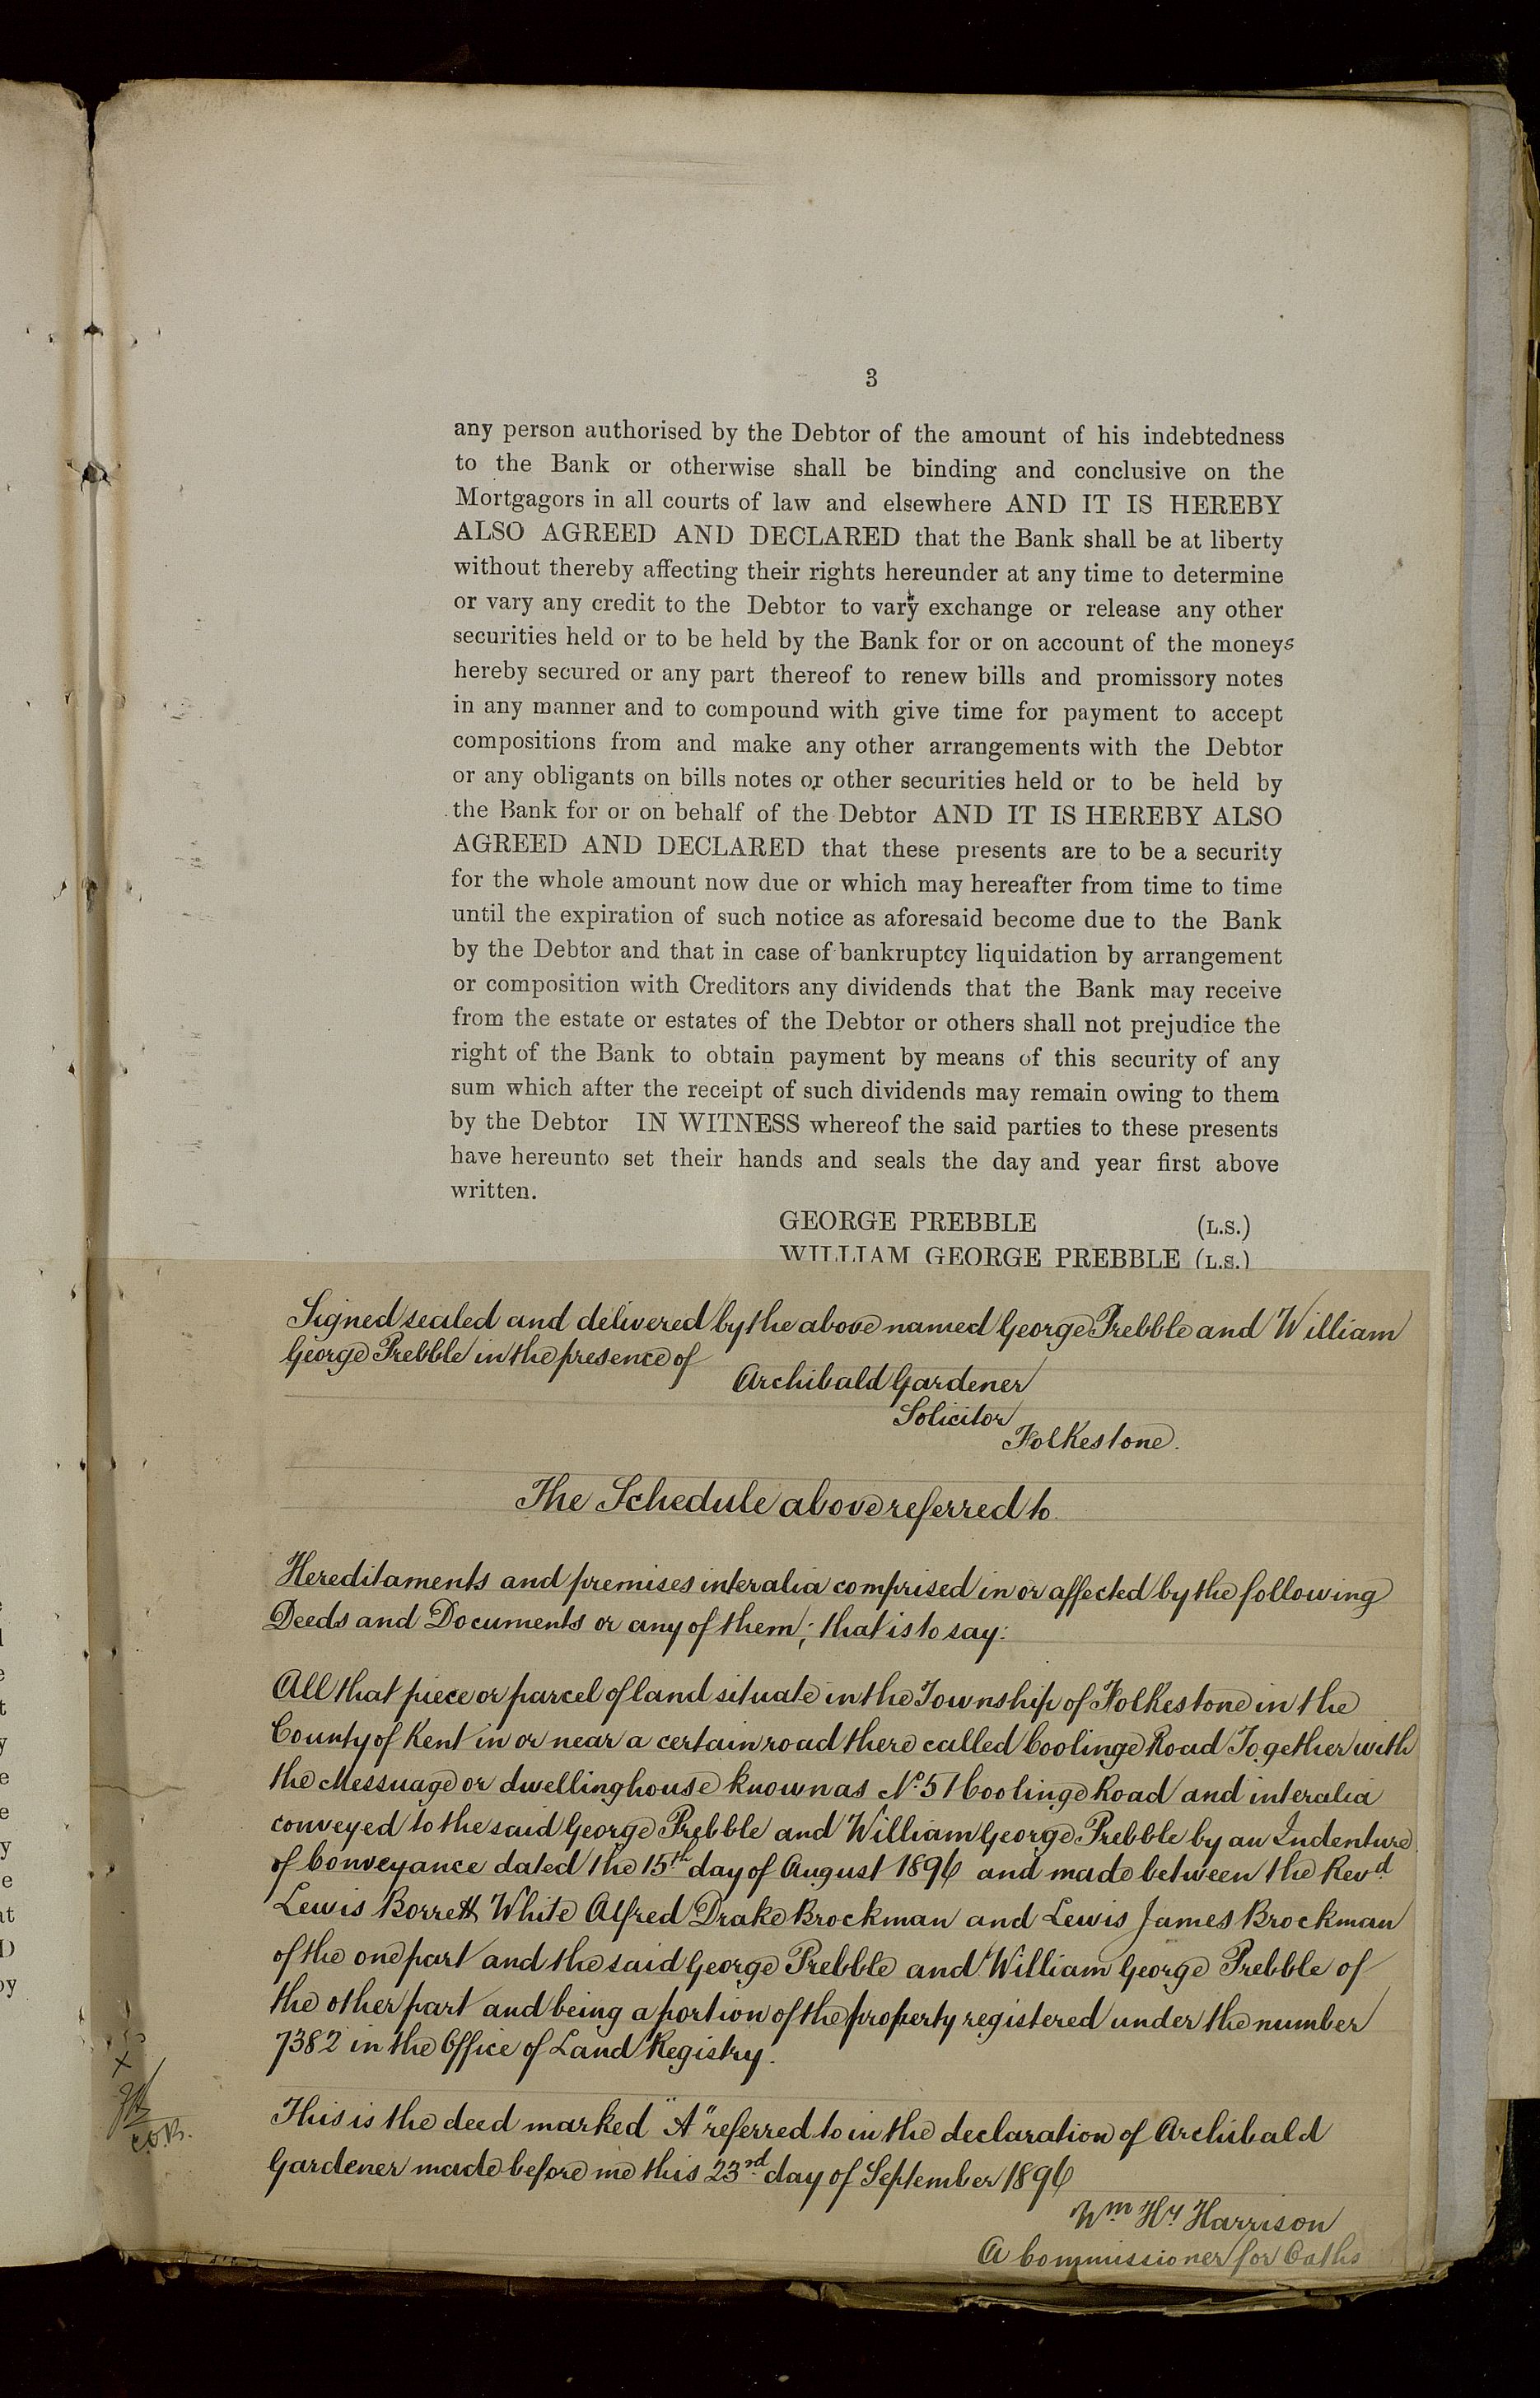 3
any person authorised by the Debtor of the amount of his indebtedness
to the Bank or otherwise shall be binding and conclusive on the
Mortgagors in all courts of law and elsewhere AND IT IS HEREBY
ALSO AGREED AND DECLARED that the Bank shall be at liberty
without thereby affecting their rights hereunder at any time to determine
or vary any credit to the Debtor to vary exchange or release any other
securities held or to be held by the Bank for or on account of the moneys
hereby secured or any part thereof to renew bills and promissory notes
in any manner and to compound with give time for payment to accept
compositions from and make any other arrangements with the Debtor
or any obligants on bills notes or other securities held or to be held by
the Bank for or on behalf of the Debtor AND IT IS HEREBY ALSO
AGREED AND DECLARED that these presents are to be a security
for the whole amount now due or which may hereafter from time to time
until the expiration of such notice as aforesaid become due to the Bank
by the Debtor and that in case of bankruptcy liquidation by arrangement
or composition with Creditors any dividends that the Bank may receive
from the estate or estates of the Debtor or others shall not prejudice the
right of the Bank to obtain payment by means of this security of any
sum which after the receipt of such dividends may remain owing to them
by the Debtor IN WITNESS whereof the said parties to these presents
have hereunto set their hands and seals the day and year first above
written.
GEORGE PREBBLE (L.S.)
WILLIAM GEORGE PREBBLE (L.S.)
Signed sealed and delivered by the above named George Prebble and William
George Prebble in the presence of
Archibald Gardener
Solicitor
Folkestone.
The Schedule above referred to
Hereditaments and premises interalia comprised in or affected by the following
Deeds and Documents or any of them; that is to say:
All that piece or parcel of land situate in the Township of Folkestone in the
County of Kent in or near a certain road there called Coolinge Road Together with
the Messuage or dwellinghouse known as No. 51 Coolinge Road and interalia
conveyed to the said George Prebble and William George Prebble by an Indenture
of Conveyance dated the 15th day of August 1896 and made between the Revd.
Lewis Borrett White Alfred Drake Brockman and Lewis James Brockman
of the one part and the said George Prebble and William George Prebble of
the other part and being a portion of the property registered under the number
7382 in the Office of Land Registry.
This is the deed marked "A" referred to in the declaration of Archibald
Gardener made before me this 23rd day of September 1896
Wm. Hy. Harrison
A Commissioner for Oaths